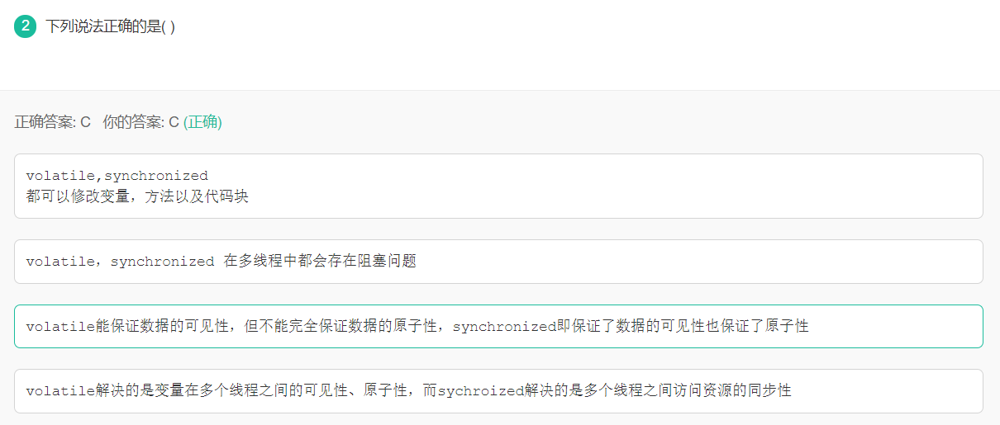 2 下列说法正确的是( )
正确答案: C 你的答案: C (正确)
volatile,synchronized
都可以修改变量，方法以及代码块
volatile，synchronized 在多线程中都会存在阻塞问题
volatile能保证数据的可见性，但不能完全保证数据的原子性，synchronized即保证了数据的可见性也保证了原子性
volatile解决的是变量在多个线程之间的可见性、原子性，而sychroized解决的是多个线程之间访问资源的同步性